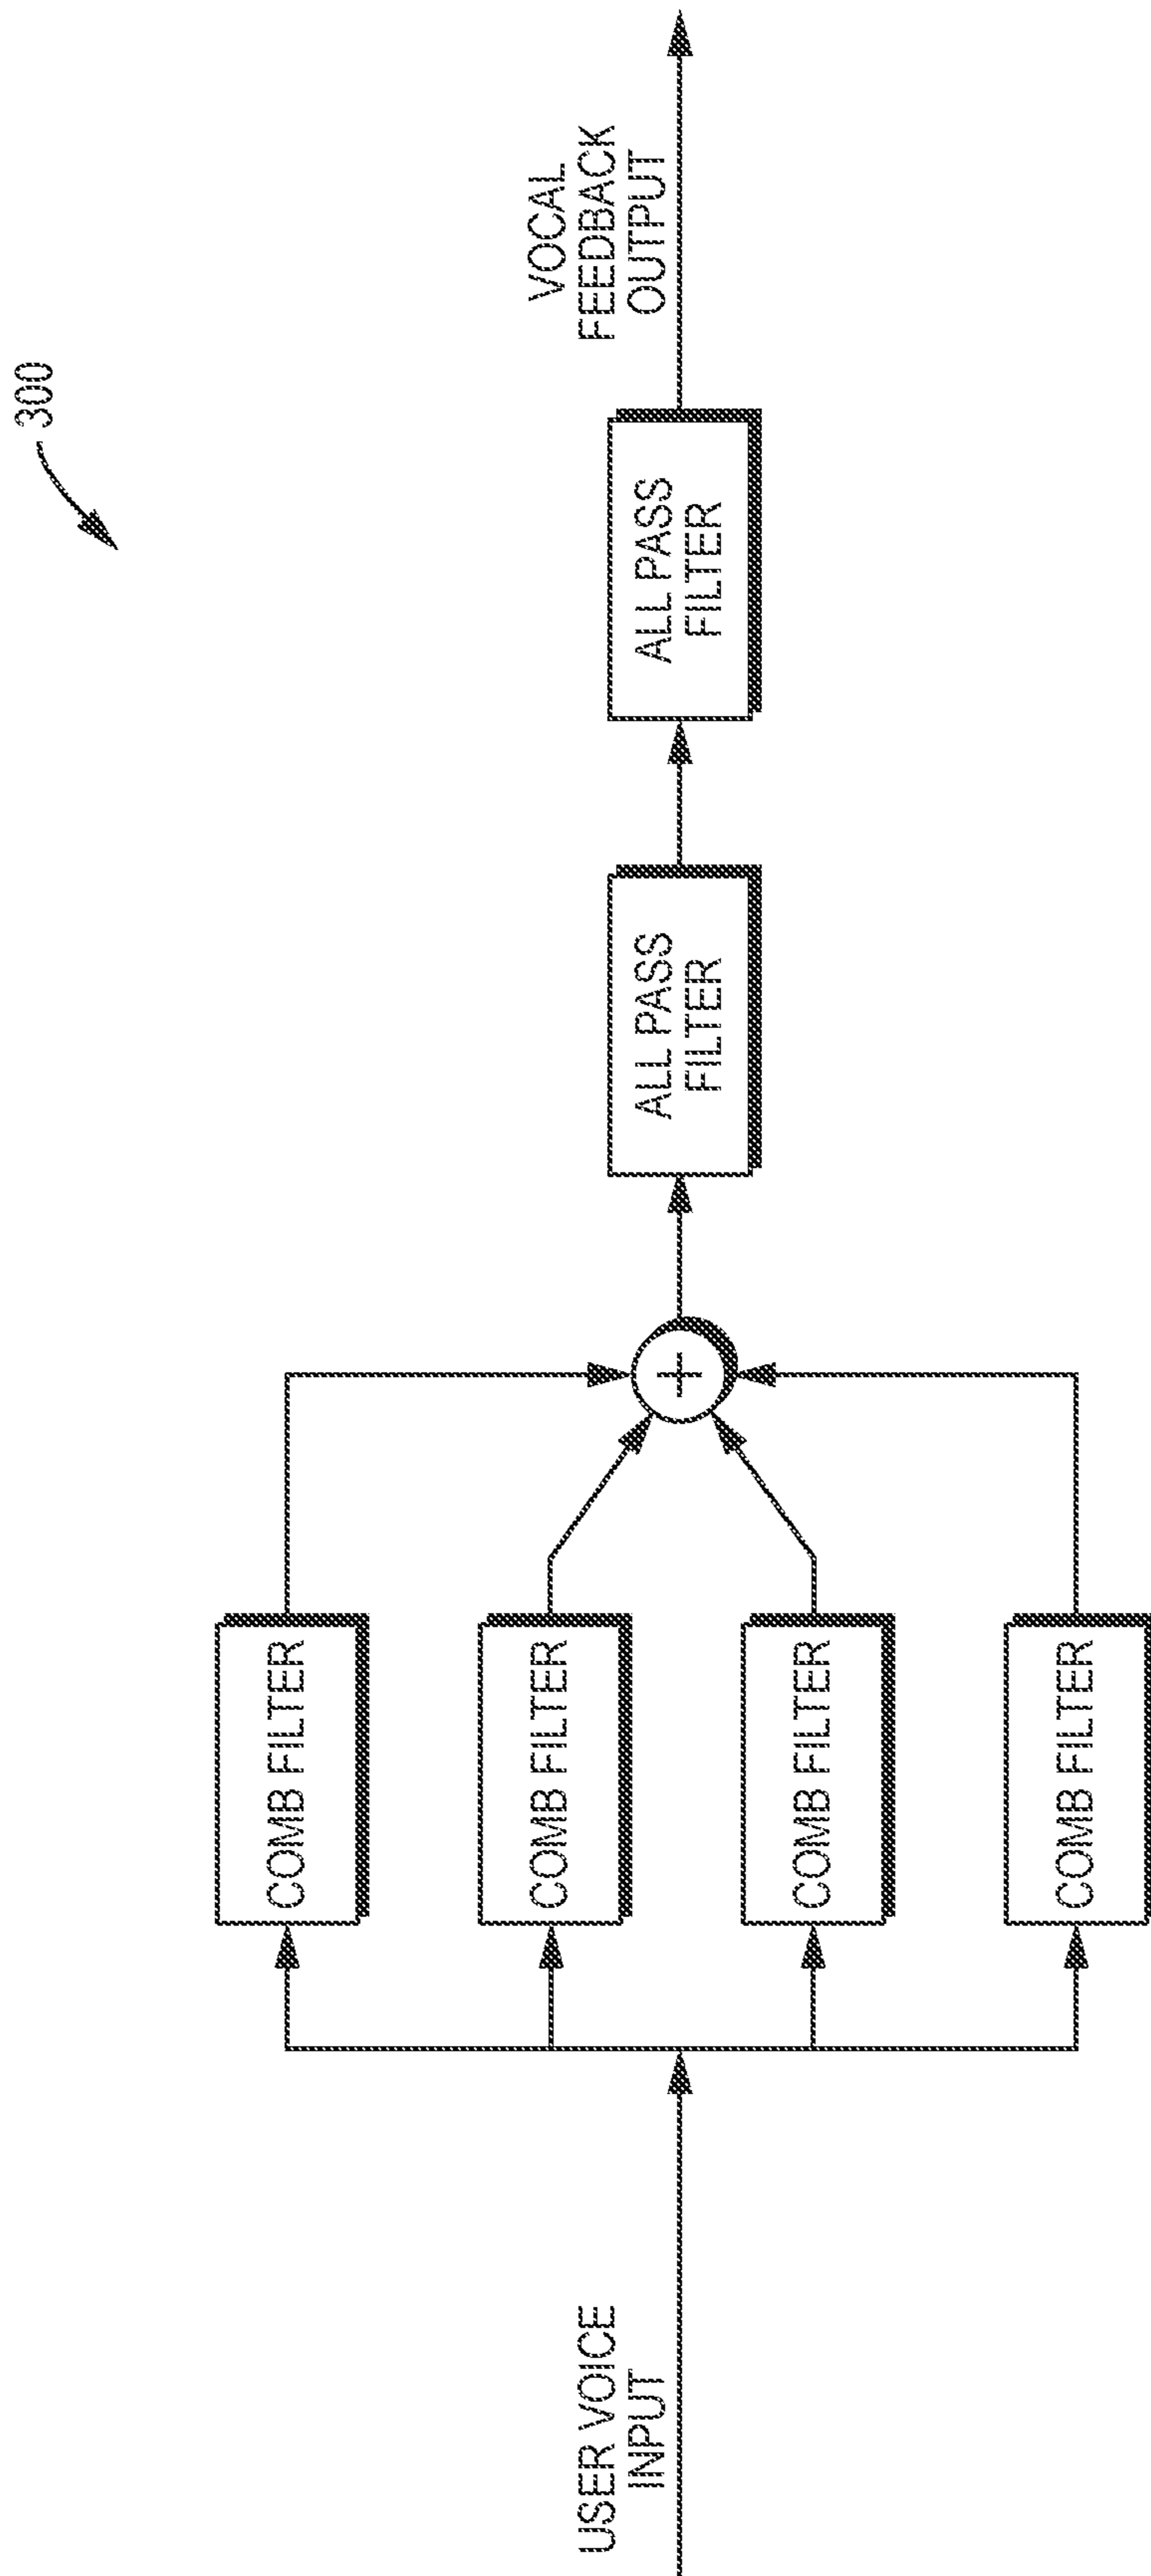 300
USER VOICE
INPUT
COMB FILTER
COMB FILTER
COMB FILTER
COMB FILTER
+
ALL PASS
FILTER
ALL PASS
FILTER
VOCAL
FEEDBACK
OUTPUT